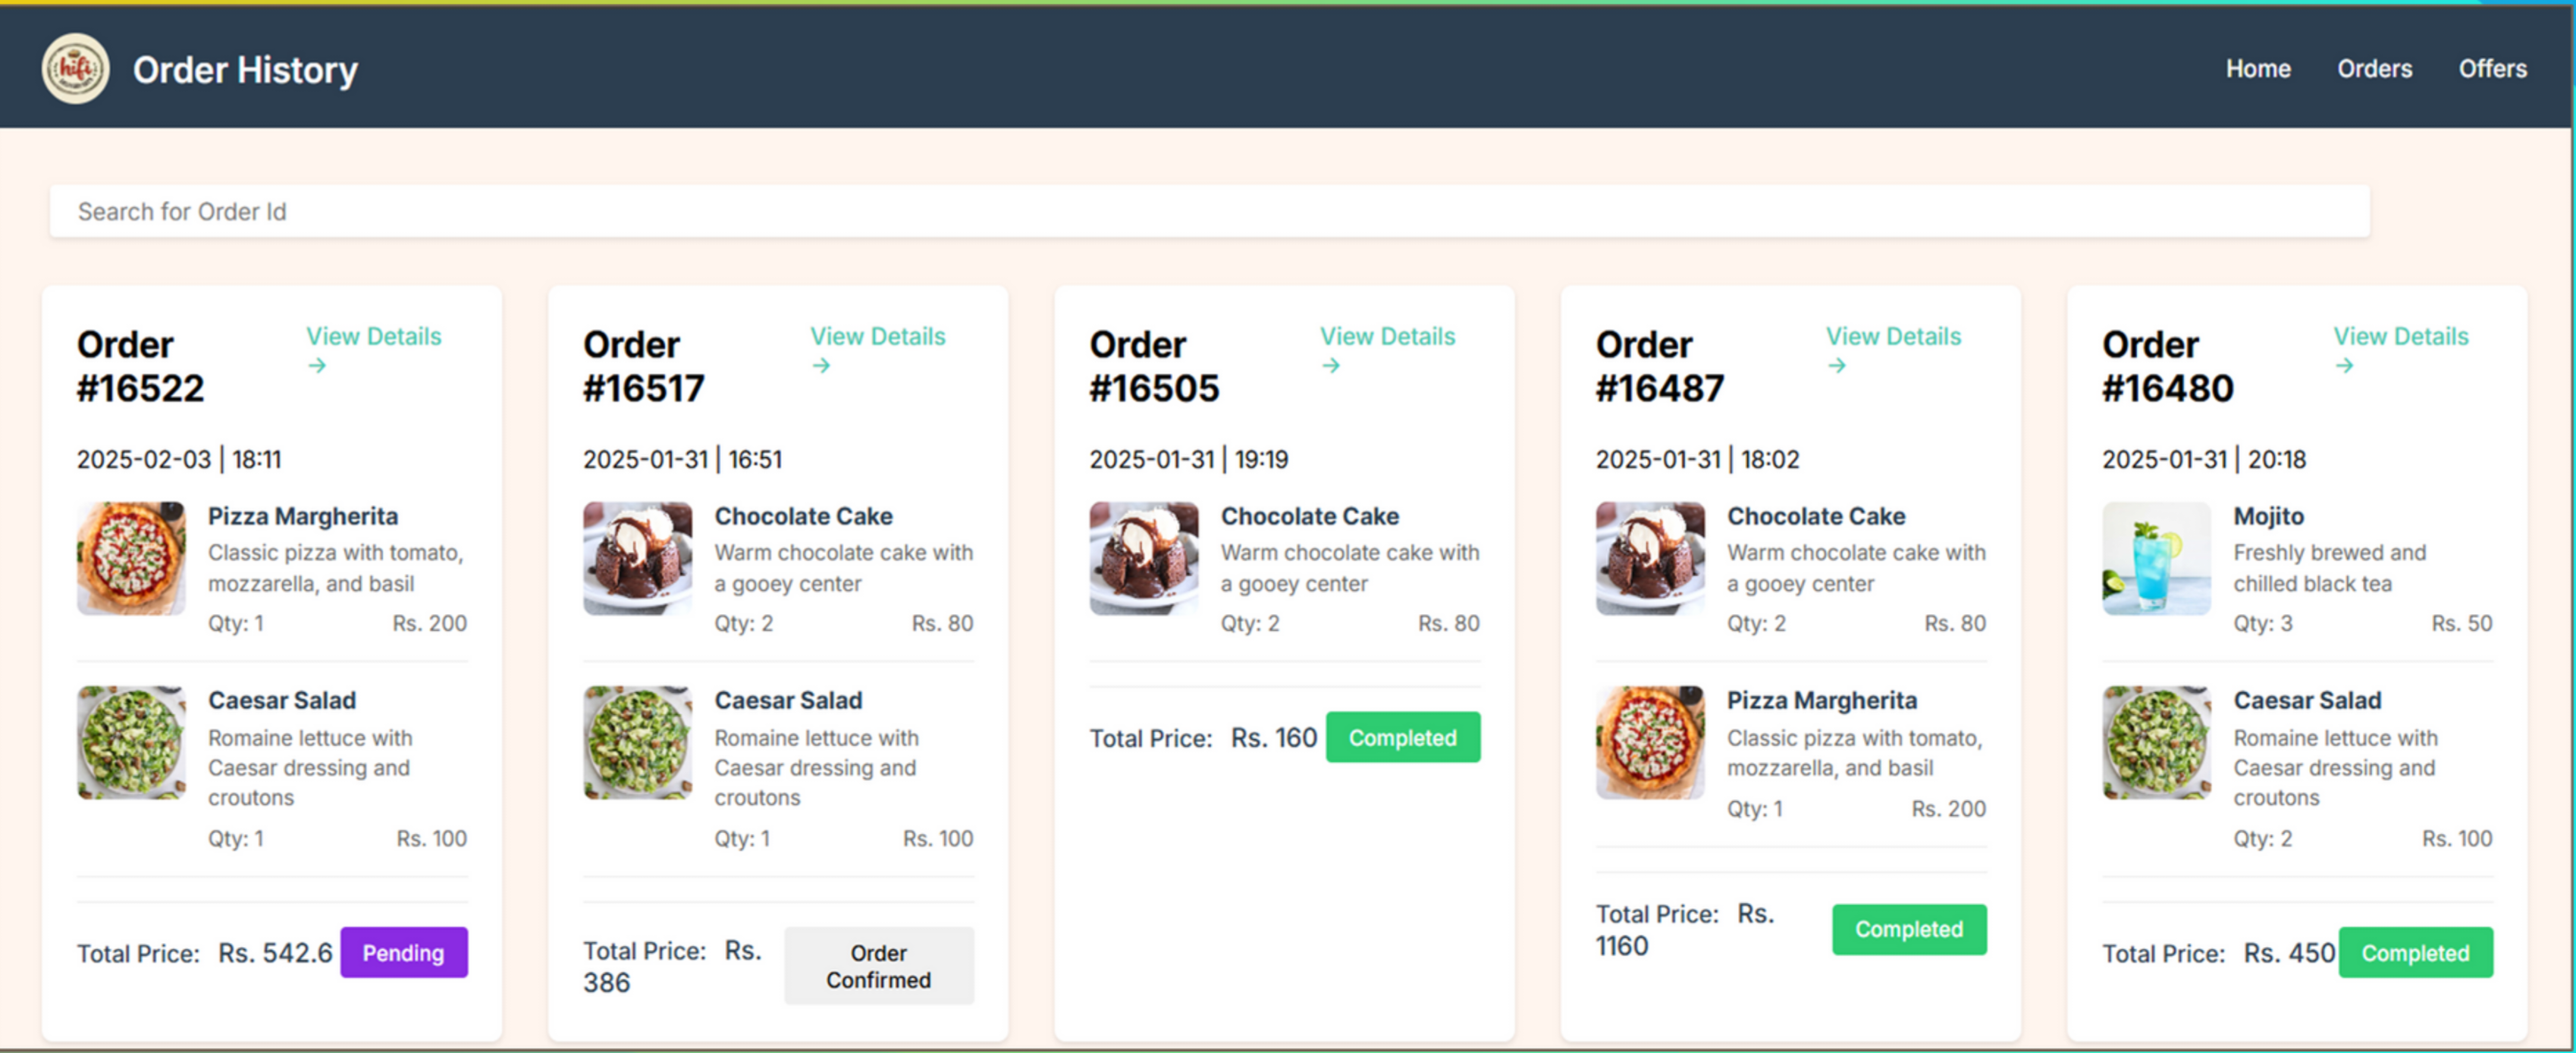 hifi
Order History
Home
Orders
Offers
Search for Order Id
Order
#16522
View Details
→
2025-02-03 | 18:11
Pizza Margherita
Classic pizza with tomato,
mozzarella, and basil
Qty: 1
Rs. 200
Caesar Salad
Romaine lettuce with
Caesar dressing and
croutons
Qty: 1
Rs. 100
Total Price: Rs. 542.6
Pending
Order
#16517
View Details
→
2025-01-31 | 16:51
Chocolate Cake
Warm chocolate cake with
a gooey center
Qty: 2
Rs. 80
Caesar Salad
Romaine lettuce with
Caesar dressing and
croutons
Qty: 1
Rs. 100
Total Price: Rs.
386
Order
Confirmed
Order
#16505
View Details
→
2025-01-31 | 19:19
Chocolate Cake
Warm chocolate cake with
a gooey center
Qty: 2
Rs. 80
Total Price: Rs. 160
Completed
Order
#16487
View Details
→
2025-01-31 | 18:02
Chocolate Cake
Warm chocolate cake with
a gooey center
Qty: 2
Rs. 80
Pizza Margherita
Classic pizza with tomato,
mozzarella, and basil
Qty: 1
Rs. 200
Total Price: Rs.
1160
Completed
Order
#16480
View Details
→
2025-01-31 | 20:18
Mojito
Freshly brewed and
chilled black tea
Qty: 3
Rs. 50
Caesar Salad
Romaine lettuce with
Caesar dressing and
croutons
Qty: 2
Rs. 100
Total Price: Rs. 450
Completed